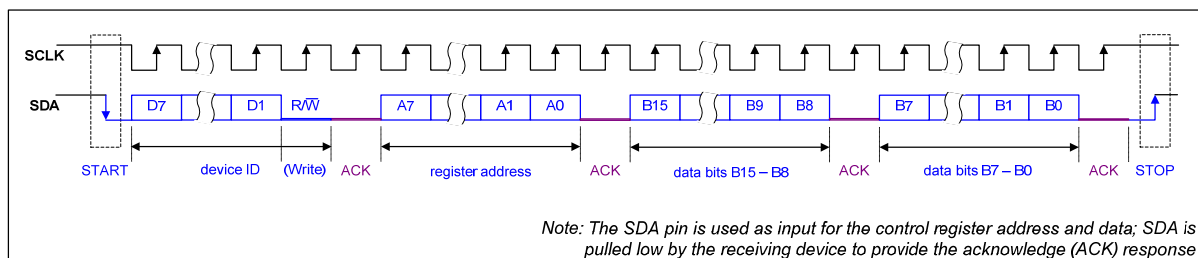 SCLK
SDA
D7 D1 R/W A7 A1 A0 B15 B9 B8 B7 B1 B0
START device ID (Write) ACK register address ACK data bits B15 – B8 ACK data bits B7 – B0 ACK STOP
Note: The SDA pin is used as input for the control register address and data; SDA is
pulled low by the receiving device to provide the acknowledge (ACK) response